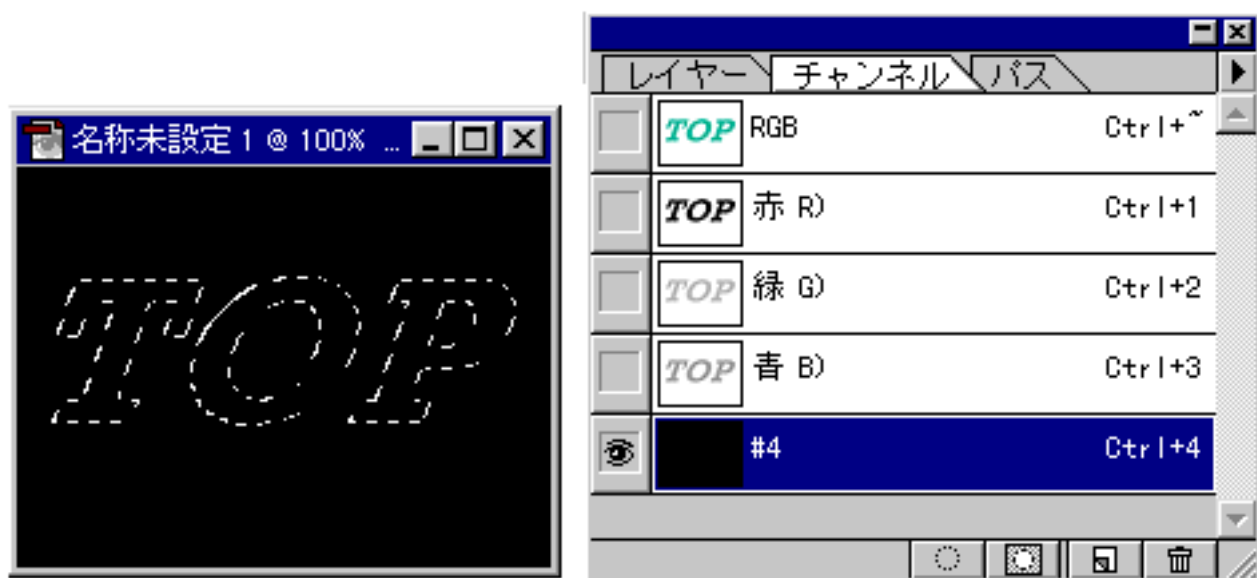 名称未設定 1 @ 100% ...
TOP
レイヤー チャンネル パス
TOP RGB Ctrl+~
TOP 赤 R) Ctrl+1
TOP 緑 G) Ctrl+2
TOP 青 B) Ctrl+3
#4 Ctrl+4